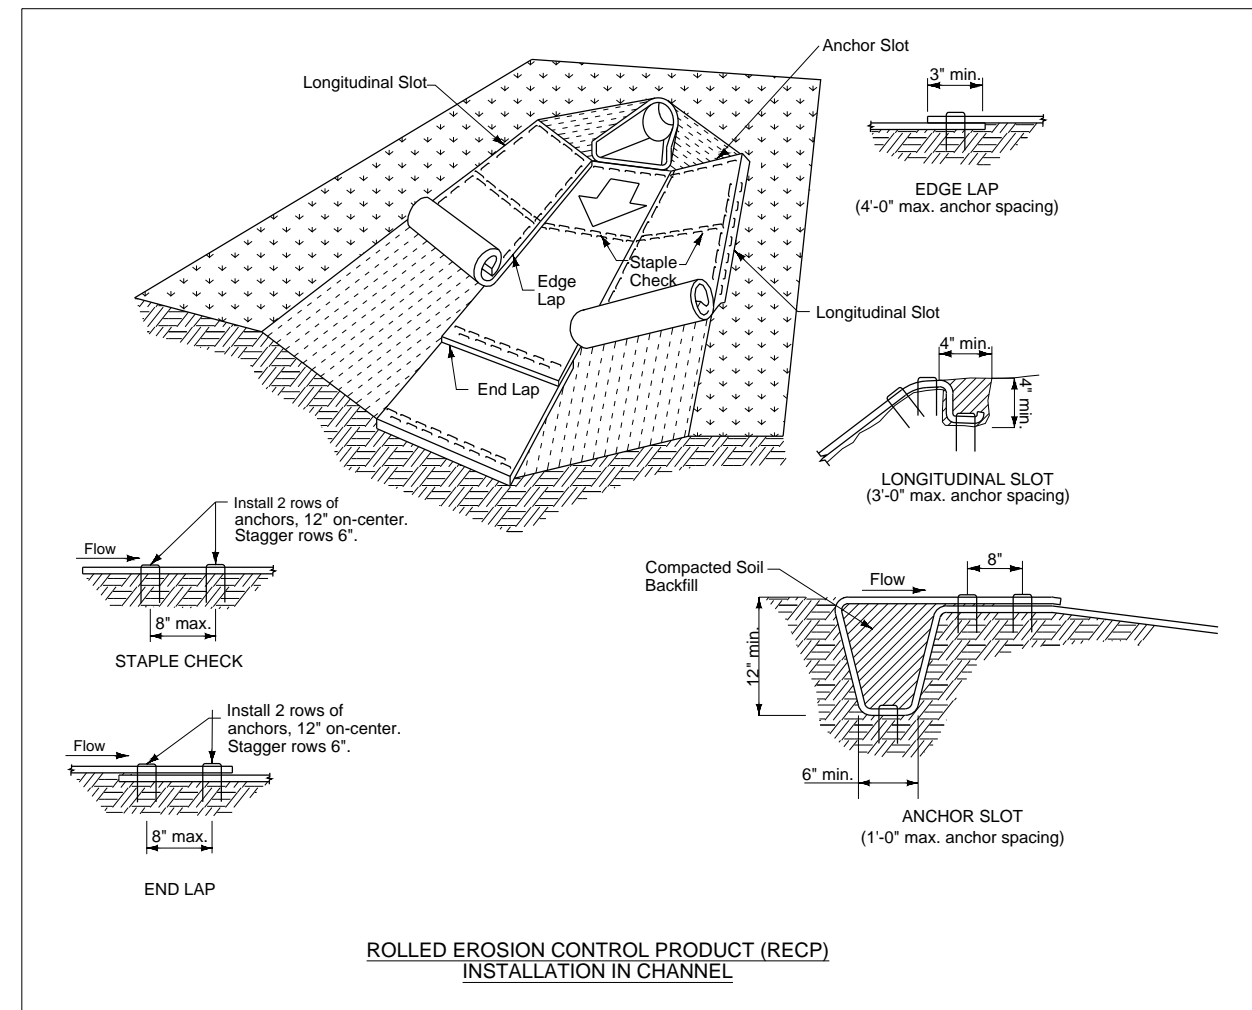 Anchor Slot
Longitudinal Slot
3" min.
EDGE LAP
(4'-0" max. anchor spacing)
Edge
Lap
Staple
Check
Longitudinal Slot
4" min.
4" min.
End Lap
LONGITUDINAL SLOT
(3'-0" max. anchor spacing)
Install 2 rows of
anchors, 12" on-center.
Stagger rows 6".
Flow
8" max.
STAPLE CHECK
Compacted Soil
Backfill
Flow
8"
12" min.
6" min.
ANCHOR SLOT
(1'-0" max. anchor spacing)
Install 2 rows of
anchors, 12" on-center.
Stagger rows 6".
Flow
8" max.
END LAP
ROLLED EROSION CONTROL PRODUCT (RECP)
INSTALLATION IN CHANNEL